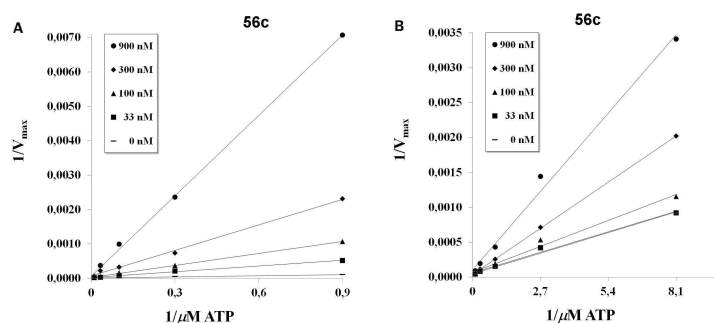 A
56c
0,0070
0,0060
0,0050
0,0040
0,0030
0,0020
0,0010
0,0000
1/Vmax
900 nM
300 nM
100 nM
33 nM
0 nM
0
0,3
0,6
0,9
1/μM ATP
B
56c
0,0035
0,0030
0,0025
0,0020
0,0015
0,0010
0,0005
0,0000
1/Vmax
900 nM
300 nM
100 nM
33 nM
0 nM
0
2,7
5,4
8,1
1/μM ATP